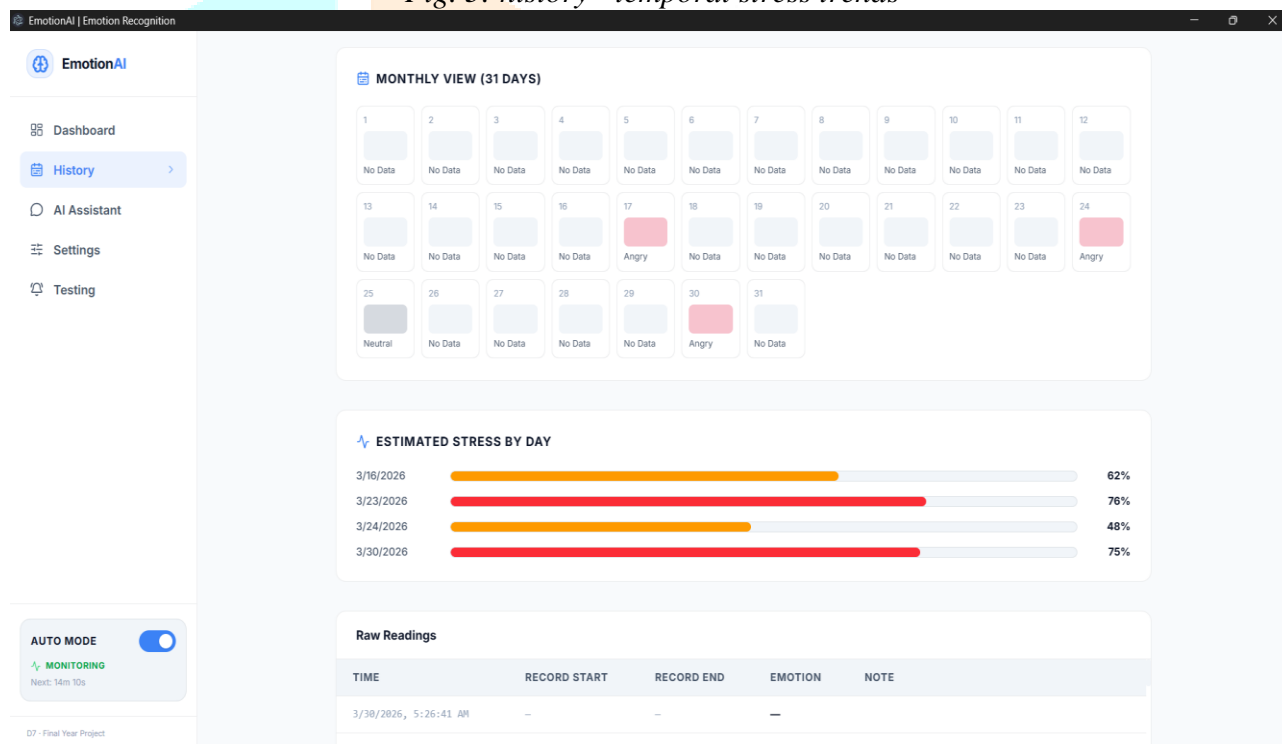 Fig. 5: history - temporal stress trends
EmotionAI | Emotion Recognition
EmotionAI
Dashboard
History
AI Assistant
Settings
Testing
AUTO MODE
MONITORING
Next: 14m 10s
D7 - Final Year Project
MONTHLY VIEW (31 DAYS)
1 2 3 4 5 6 7 8 9 10 11 12
No Data No Data No Data No Data No Data No Data No Data No Data No Data No Data No Data No Data
13 14 15 16 17 18 19 20 21 22 23 24
No Data No Data No Data No Data Angry No Data No Data No Data No Data No Data No Data Angry
25 26 27 28 29 30 31
Neutral No Data No Data No Data No Data Angry No Data
ESTIMATED STRESS BY DAY
3/16/2026 62%
3/23/2026 76%
3/24/2026 48%
3/30/2026 75%
Raw Readings
TIME RECORD START RECORD END EMOTION NOTE
3/30/2026, 5:26:41 AM – – —